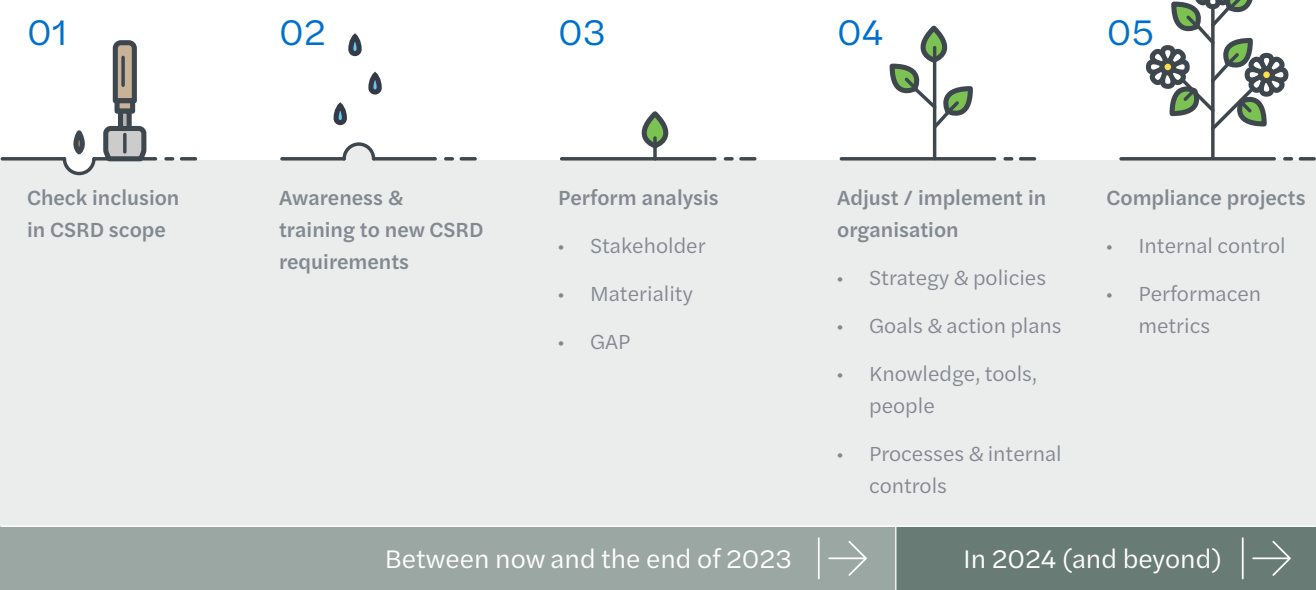 01
Check inclusion
in CSRD scope
02
Awareness &
training to new CSRD
requirements
03
Perform analysis
• Stakeholder
• Materiality
• GAP
04
Adjust / implement in
organisation
• Strategy & policies
• Goals & action plans
• Knowledge, tools,
people
• Processes & internal
controls
05
Compliance projects
• Internal control
• Performacen
metrics
Between now and the end of 2023
In 2024 (and beyond)